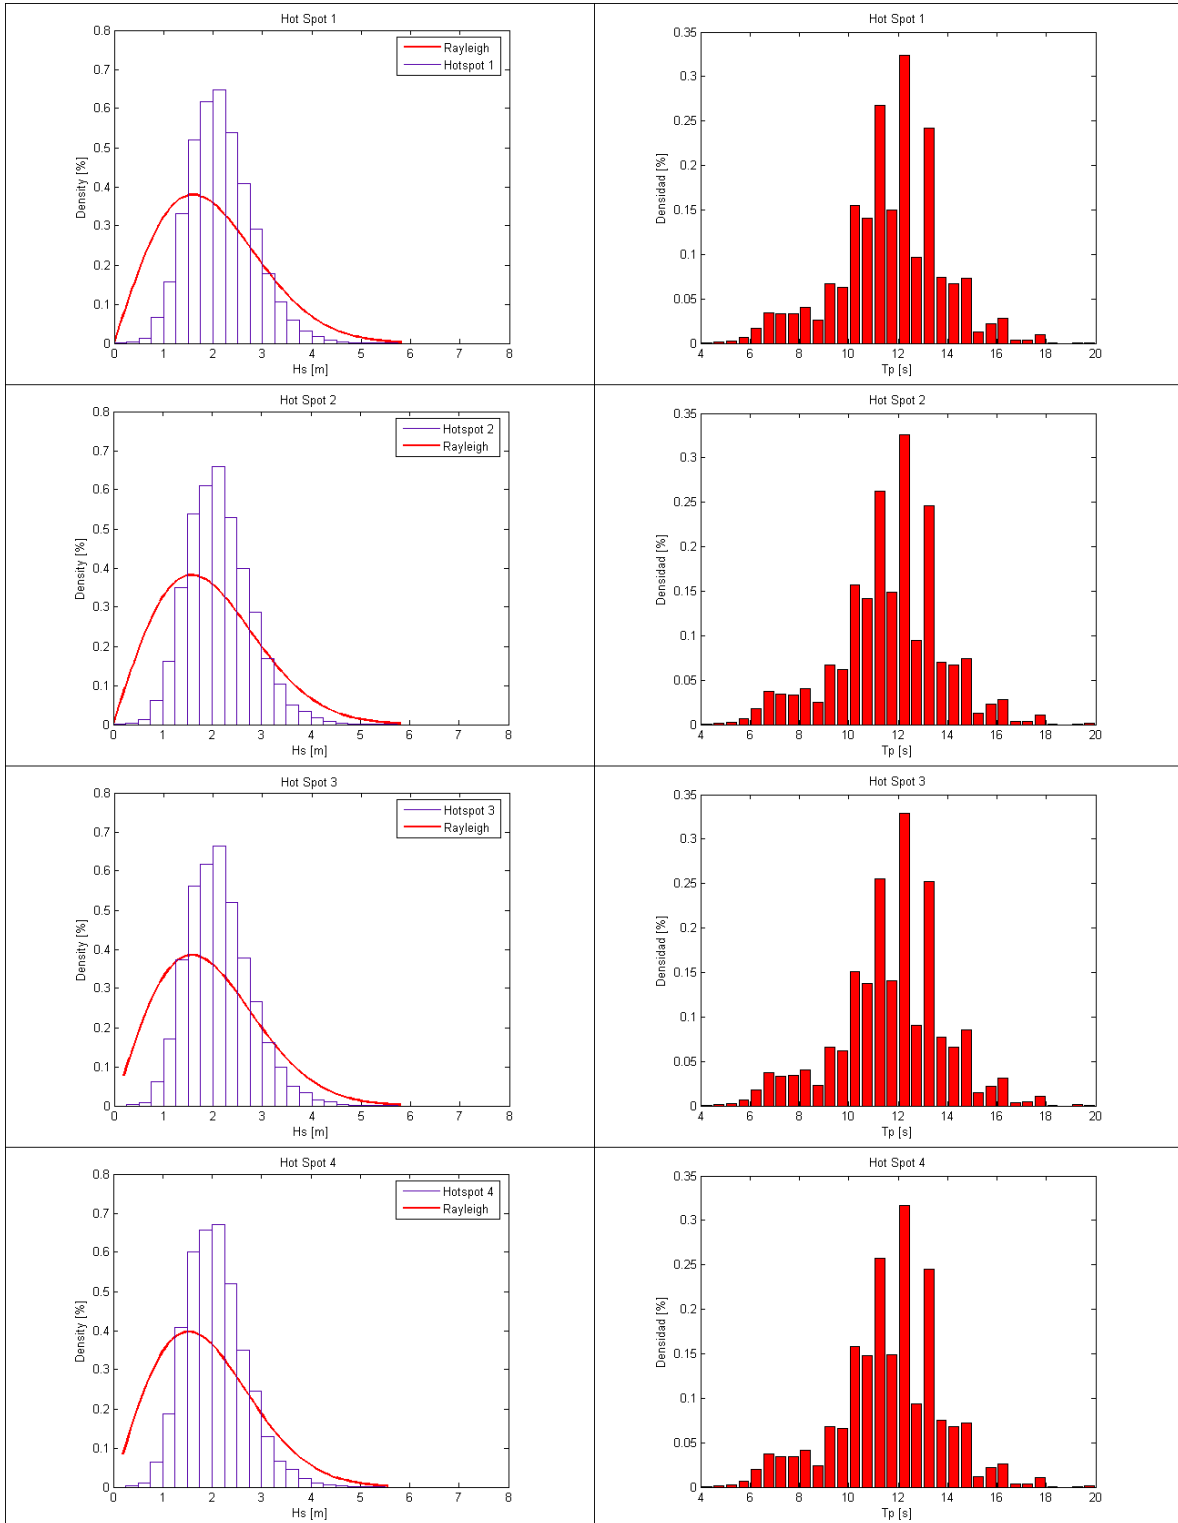 Hot Spot 1
0.8
0.7
0.6
0.5
0.4
0.3
0.2
0.1
0
Density [%]
Rayleigh
Hotspot 1
0 1 2 3 4 5 6 7 8
Hs [m]
Hot Spot 1
0.35
0.3
0.25
0.2
0.15
0.1
0.05
0
Densidad [%]
4 6 8 10 12 14 16 18 20
Tp [s]
Hot Spot 2
0.8
0.7
0.6
0.5
0.4
0.3
0.2
0.1
0
Density [%]
Hotspot 2
Rayleigh
0 1 2 3 4 5 6 7 8
Hs [m]
Hot Spot 2
0.35
0.3
0.25
0.2
0.15
0.1
0.05
0
Densidad [%]
4 6 8 10 12 14 16 18 20
Tp [s]
Hot Spot 3
0.8
0.7
0.6
0.5
0.4
0.3
0.2
0.1
0
Density [%]
Hotspot 3
Rayleigh
0 1 2 3 4 5 6 7 8
Hs [m]
Hot Spot 3
0.35
0.3
0.25
0.2
0.15
0.1
0.05
0
Densidad [%]
4 6 8 10 12 14 16 18 20
Tp [s]
Hot Spot 4
0.8
0.7
0.6
0.5
0.4
0.3
0.2
0.1
0
Density [%]
Hotspot 4
Rayleigh
0 1 2 3 4 5 6 7 8
Hs [m]
Hot Spot 4
0.35
0.3
0.25
0.2
0.15
0.1
0.05
0
Densidad [%]
4 6 8 10 12 14 16 18 20
Tp [s]